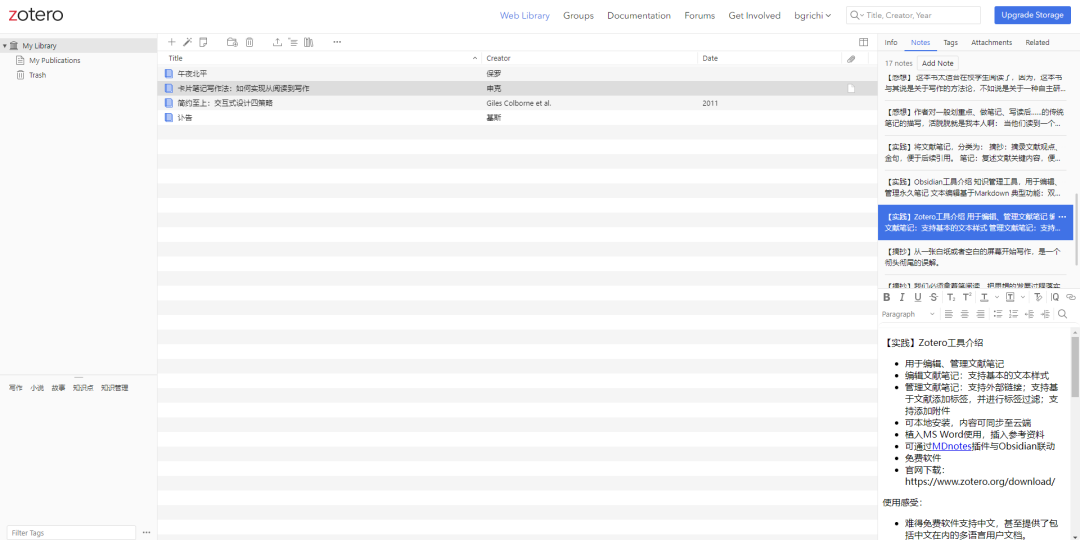 zotero
Web Library Groups Documentation Forums Get Involved bgrichi
Title, Creator, Year
Upgrade Storage
My Library
My Publications
Trash
Title Creator Date
午夜北平 保罗
卡片笔记写作法：如何实现从阅读到写作 申克
简约至上：交互式设计四策略 Giles Colborne et al. 2011
讣告 基斯
写作 小说 故事 知识点 知识管理
Filter Tags
Info Notes Tags Attachments Related
17 notes Add Note
【感想】 这本书太适合在校学生阅读了，因为，这本书
与其说是关于写作的方法论，不如说是关于一种自主研...
【感想】作者对一般划重点、做笔记、写读后......的传统
笔记的描写，活脱脱就是我本人啊： 当他们读到一个...
【实践】将文献笔记，分类为： 摘抄：摘录文献观点、
金句，便于后续引用。 笔记：复述文献关键内容，便...
【实践】Obsidian工具介绍 知识管理工具，用于编辑、
管理永久笔记 文本编辑基于Markdown 典型功能：双...
【实践】Zotero工具介绍 用于编辑、管理文献笔记
文献笔记：支持基本的文本样式 管理文献笔记：支持...
【摘抄】从一张白纸或者空白的屏幕开始写作，是一个
彻头彻尾的误解。
【摘抄】我们必须拿着笔阅读，把思想的发展过程落实
Paragraph
【实践】Zotero工具介绍
用于编辑、管理文献笔记
编辑文献笔记：支持基本的文本样式
管理文献笔记：支持外部链接；支持基
于文献添加标签，并进行标签过滤；支
持添加附件
可本地安装，内容可同步至云端
植入MS Word使用，插入参考资料
可通过MDnotes插件与Obsidian联动
免费软件
官网下载：
https://www.zotero.org/download/
使用感受：
难得免费软件支持中文，甚至提供了包
括中文在内的多语言用户文档。